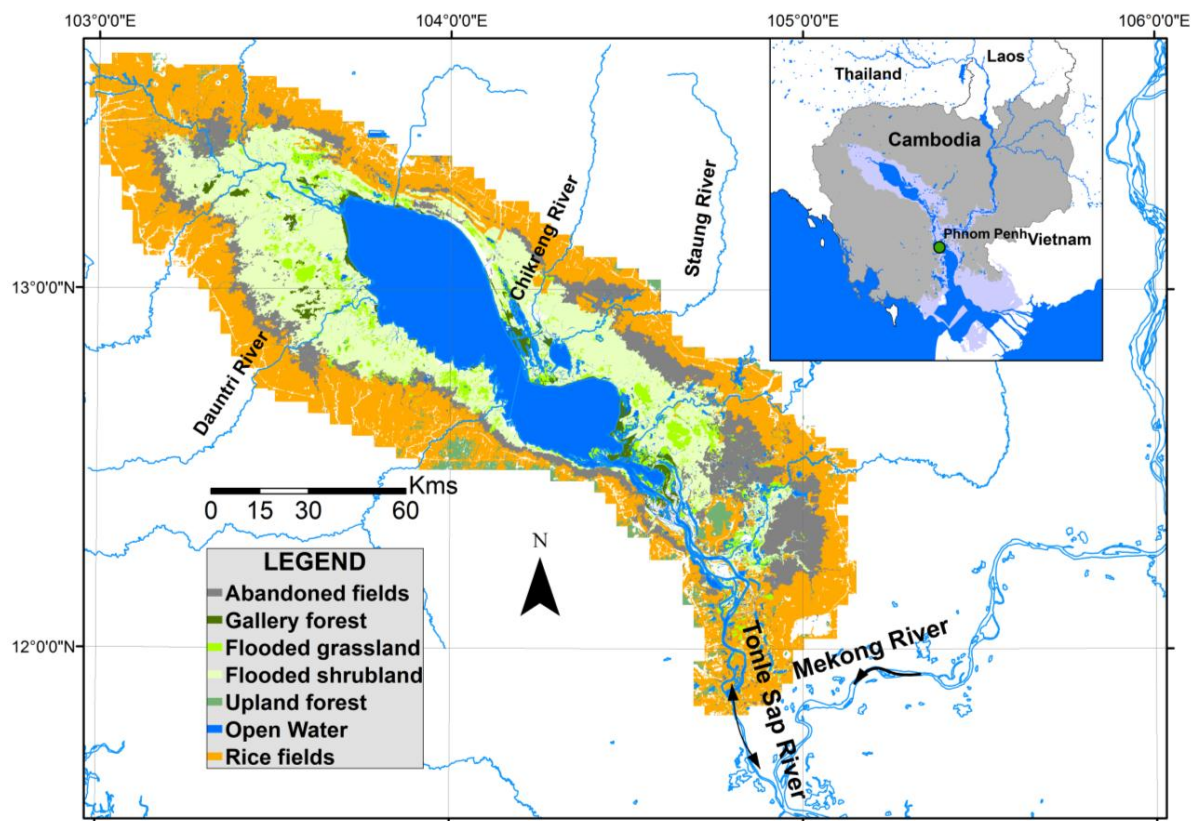 103°0'0"E
104°0'0"E
105°0'0"E
106°0'0"E
Laos
Thailand
Cambodia
Phnom Penh
Vietnam
Chikreng River
Staung River
13°0'0"N
Dauntri River
Kms
0 15 30 60
N
LEGEND
Abandoned fields
Gallery forest
Flooded grassland
Flooded shrubland
Upland forest
Open Water
Rice fields
12°0'0"N
Tonle Sap River
Mekong River